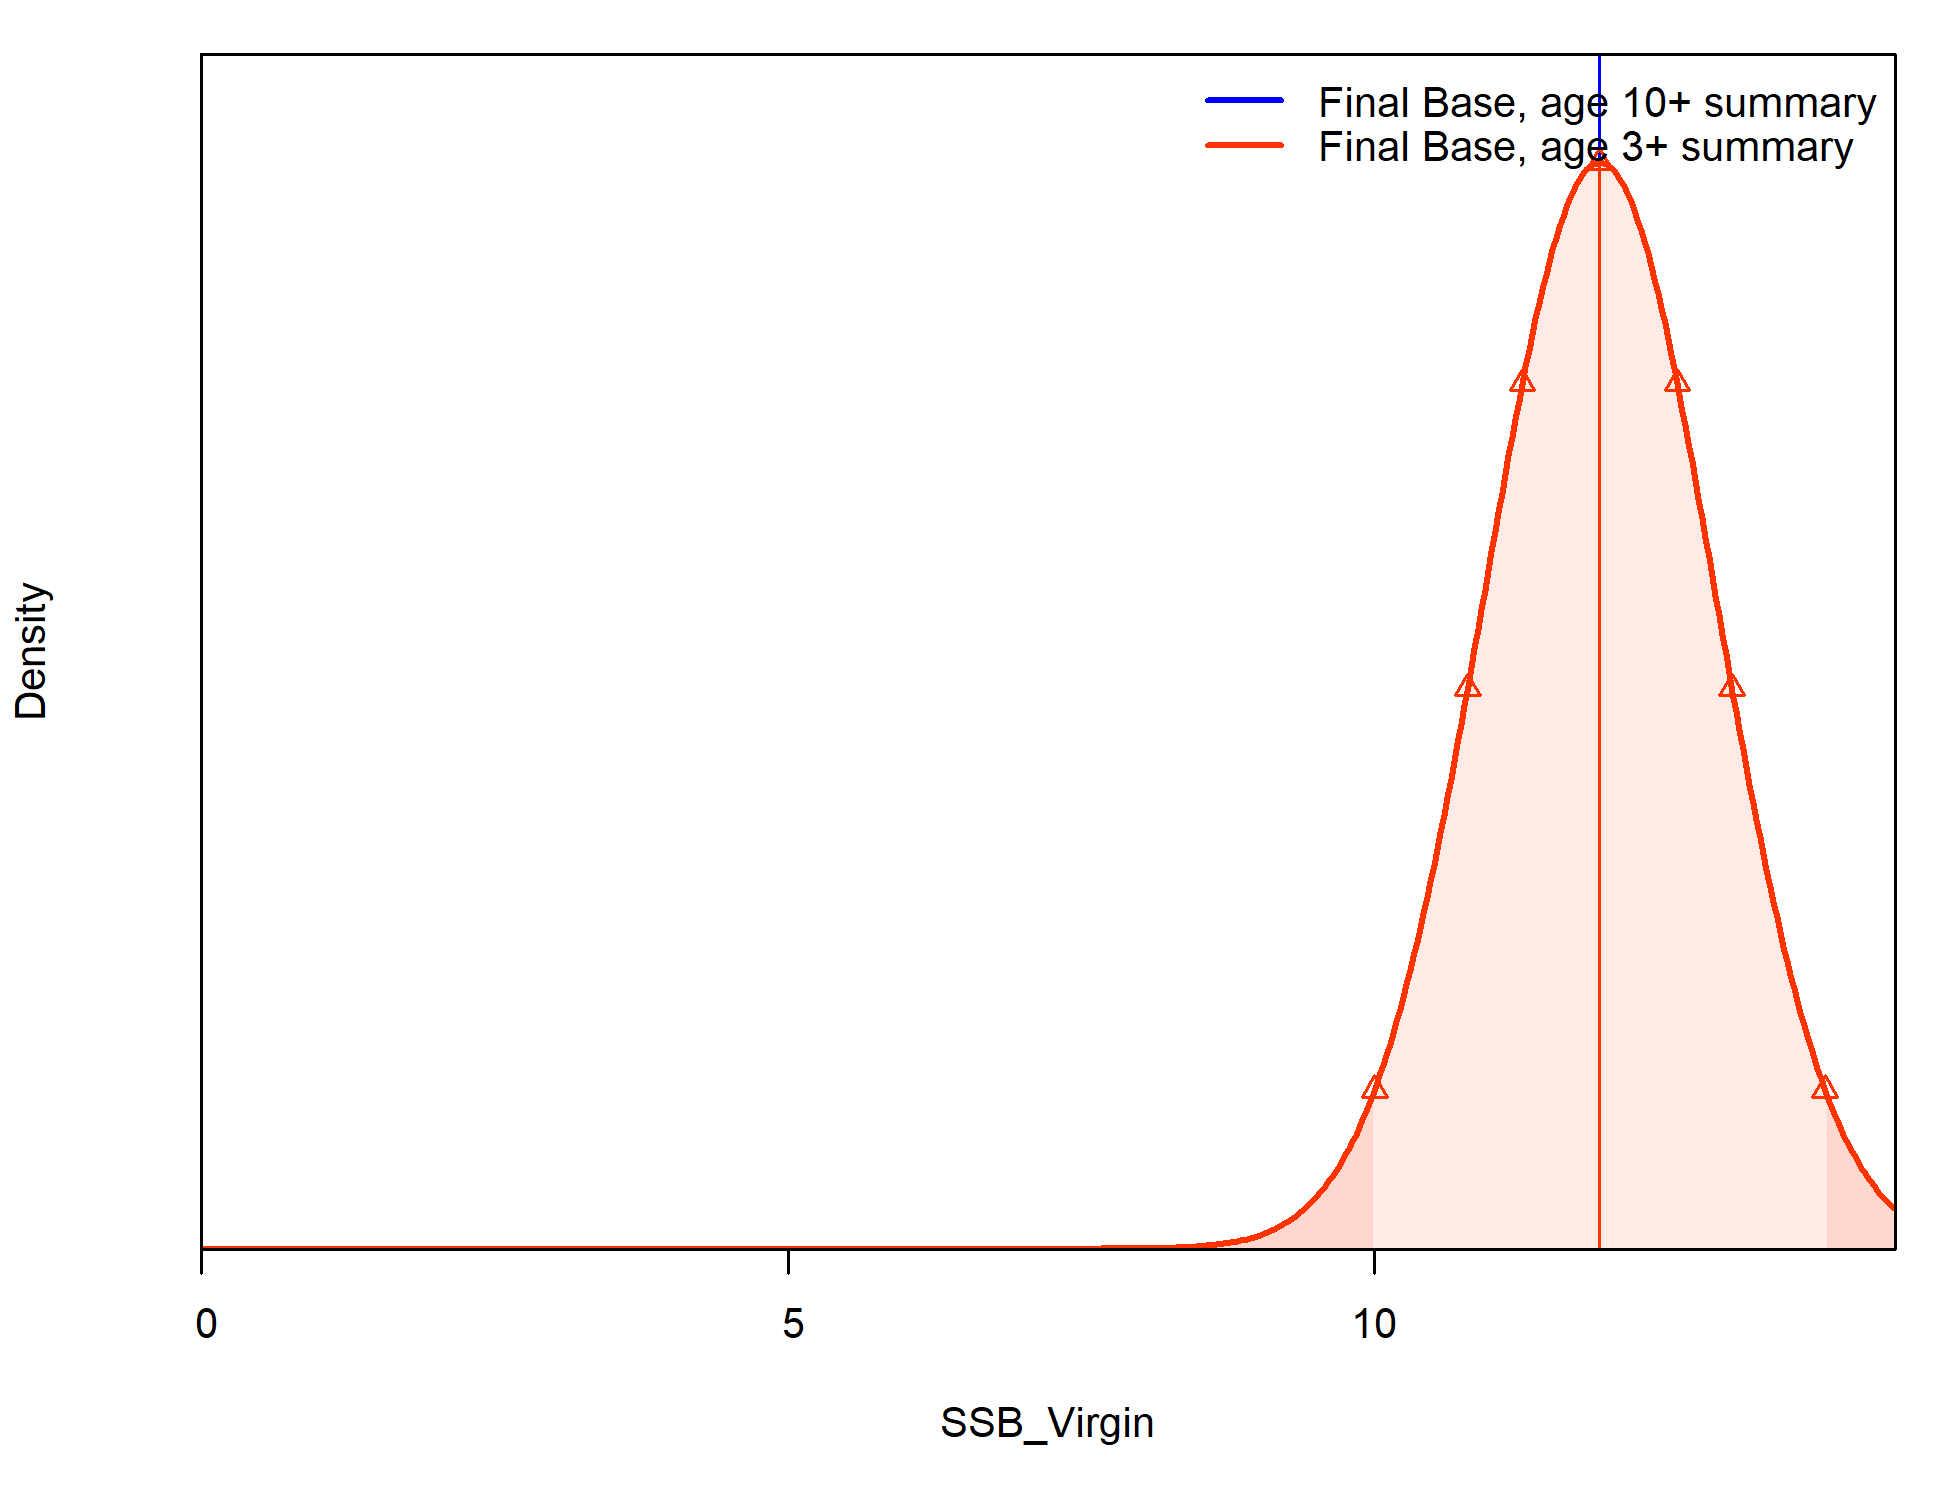 Final Base, age 10+ summary
Final Base, age 3+ summary
Density
0 5 10
SSB_Virgin